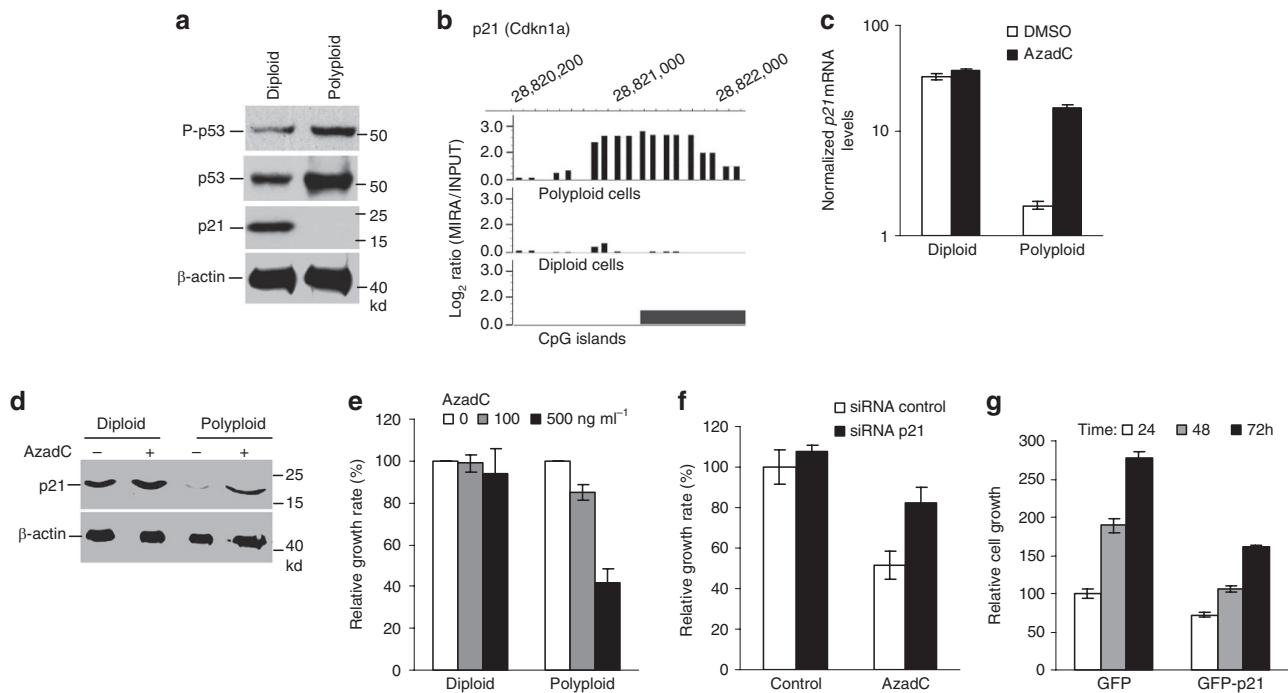 a
Diploid
Polyploid
P-p53
50
p53
50
p21
25
15
β-actin
40
kd
b
p21 (Cdkn1a)
28,820,200
28,821,000
28,822,000
Log2 ratio (MIRA/INPUT)
3.0
2.0
0.0
Polyploid cells
3.0
2.0
0.0
Diploid cells
3.0
2.0
0.0
CpG islands
c
DMSO
AzadC
Normalized p21 mRNA
levels
100
10
1
Diploid
Polyploid
d
Diploid
Polyploid
AzadC
– + – +
p21
25
15
β-actin
40
kd
e
AzadC
0 100 500 ng ml⁻¹
Relative growth rate (%)
120
100
80
60
40
20
0
Diploid
Polyploid
f
siRNA control
siRNA p21
Relative growth rate (%)
120
100
80
60
40
20
0
Control
AzadC
g
Time: 24 48 72h
Relative cell growth
300
250
200
150
100
50
0
GFP
GFP-p21